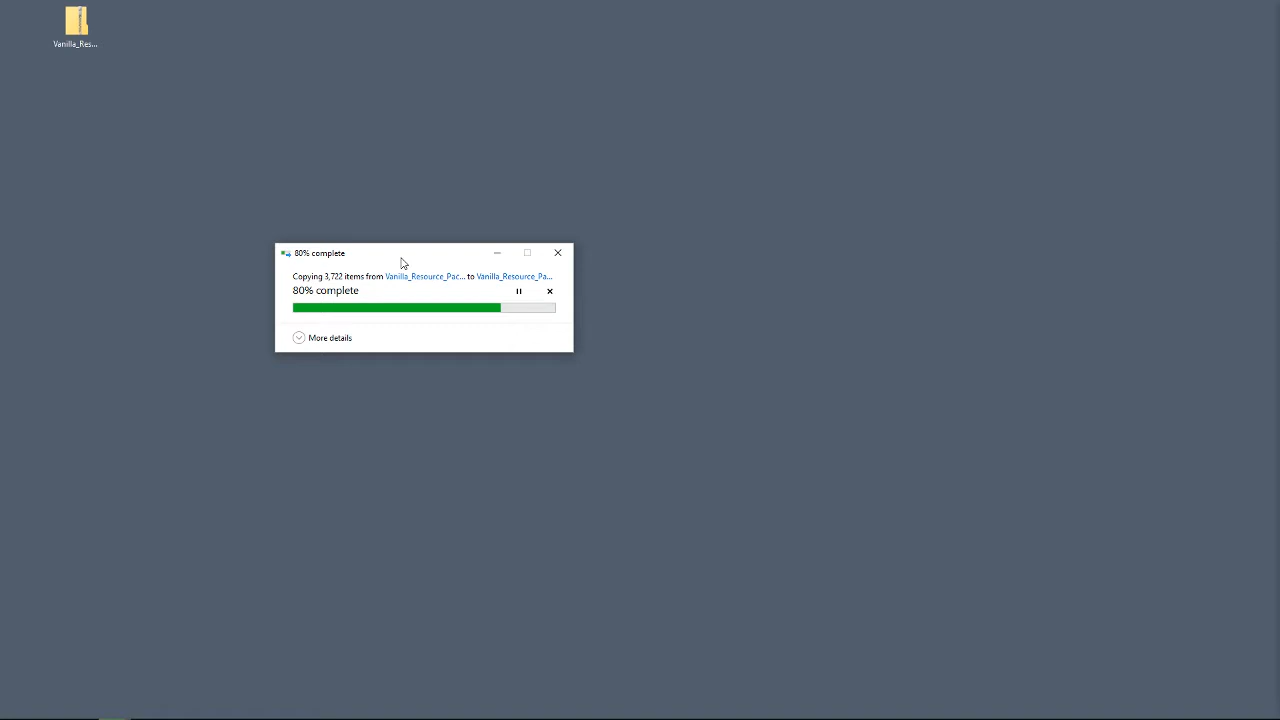 Vanilla_Res...
80% complete
Copying 3,722 items from Vanilla_Resource_Pac... to Vanilla_Resource_Pa...
80% complete
More details